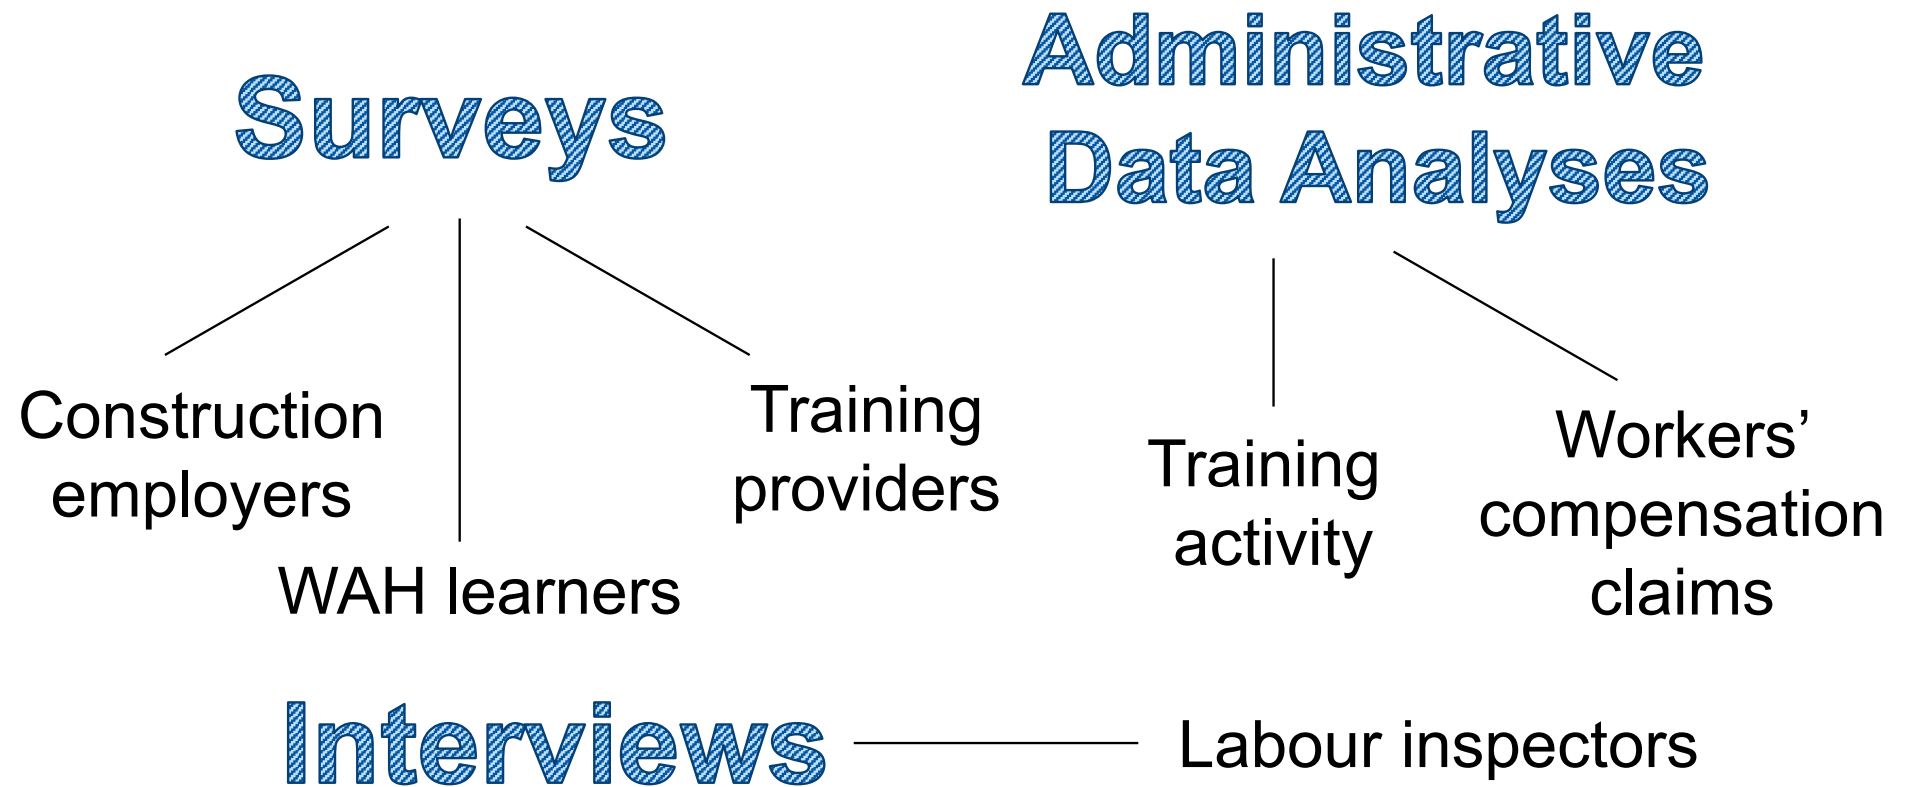 Surveys
Administrative
Data Analyses
Construction
employers
WAH learners
Training
providers
Training
activity
Workers’
compensation
claims
Interviews
Labour inspectors